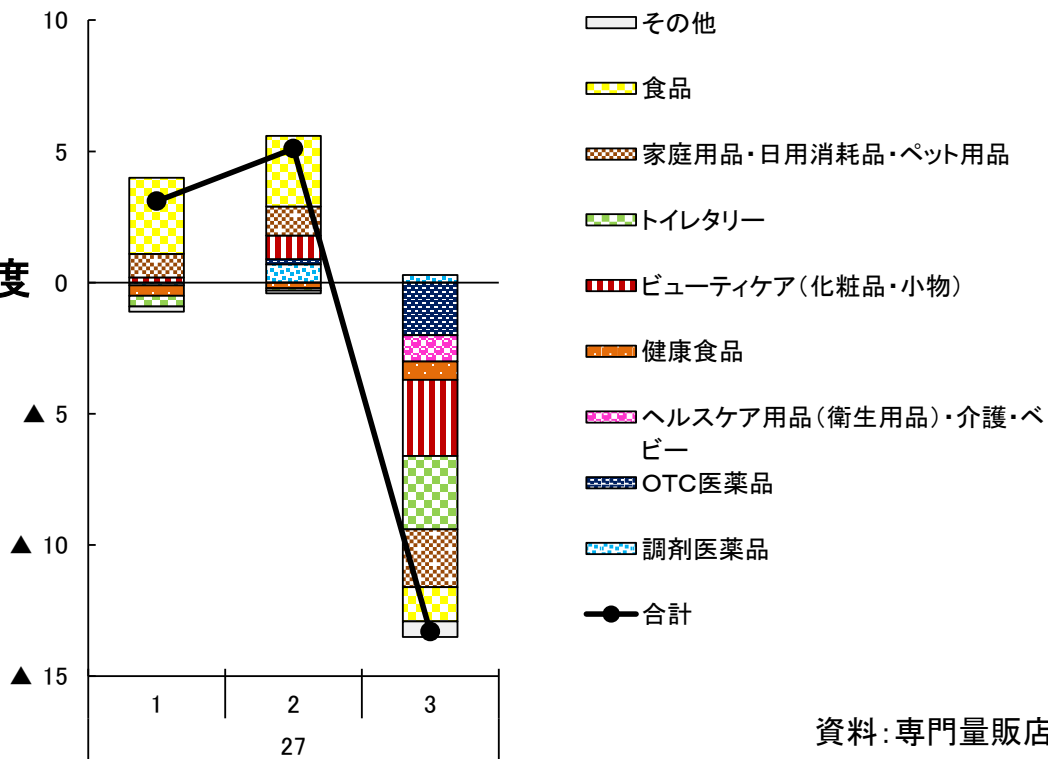 10
5
度
0
▲ 5
▲ 10
▲ 15
1 2 3
27
その他
食品
家庭用品・日用消耗品・ペット用品
トイレタリー
ビューティケア（化粧品・小物）
健康食品
ヘルスケア用品（衛生用品）・介護・ベ
ビー
OTC医薬品
調剤医薬品
合計
資料：専門量販店